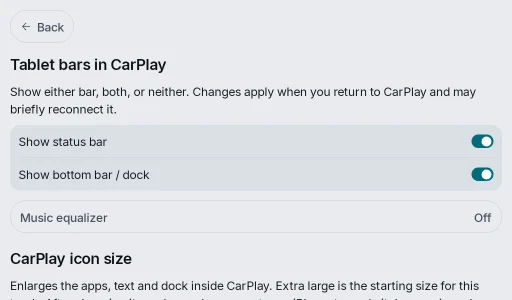 ← Back
Tablet bars in CarPlay
Show either bar, both, or neither. Changes apply when you return to CarPlay and may
briefly reconnect it.
Show status bar
Show bottom bar / dock
Music equalizer Off
CarPlay icon size
Enlarges the apps, text and dock inside CarPlay. Extra large is the starting size for this